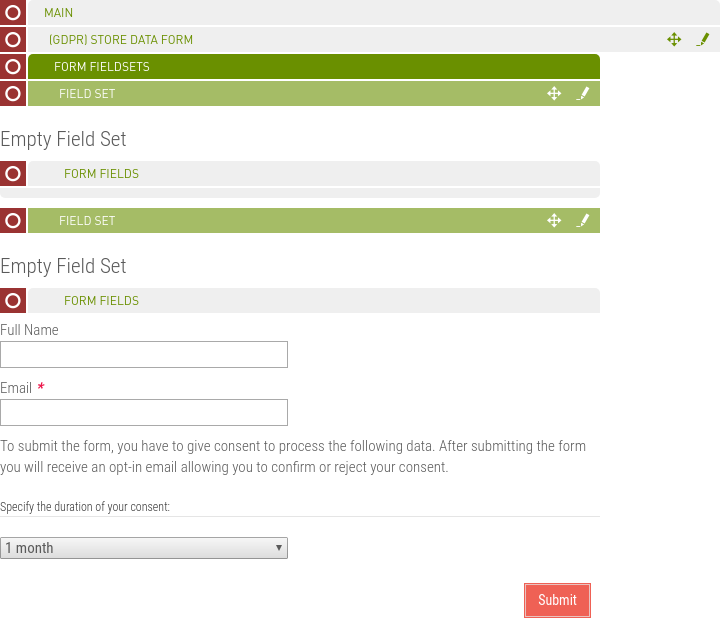 MAIN
(GDPR) STORE DATA FORM
FORM FIELDSETS
FIELD SET
Empty Field Set
FORM FIELDS
FIELD SET
Empty Field Set
FORM FIELDS
Full Name
Email *
To submit the form, you have to give consent to process the following data. After submitting the form
you will receive an opt-in email allowing you to confirm or reject your consent.
Specify the duration of your consent:
1 month
Submit